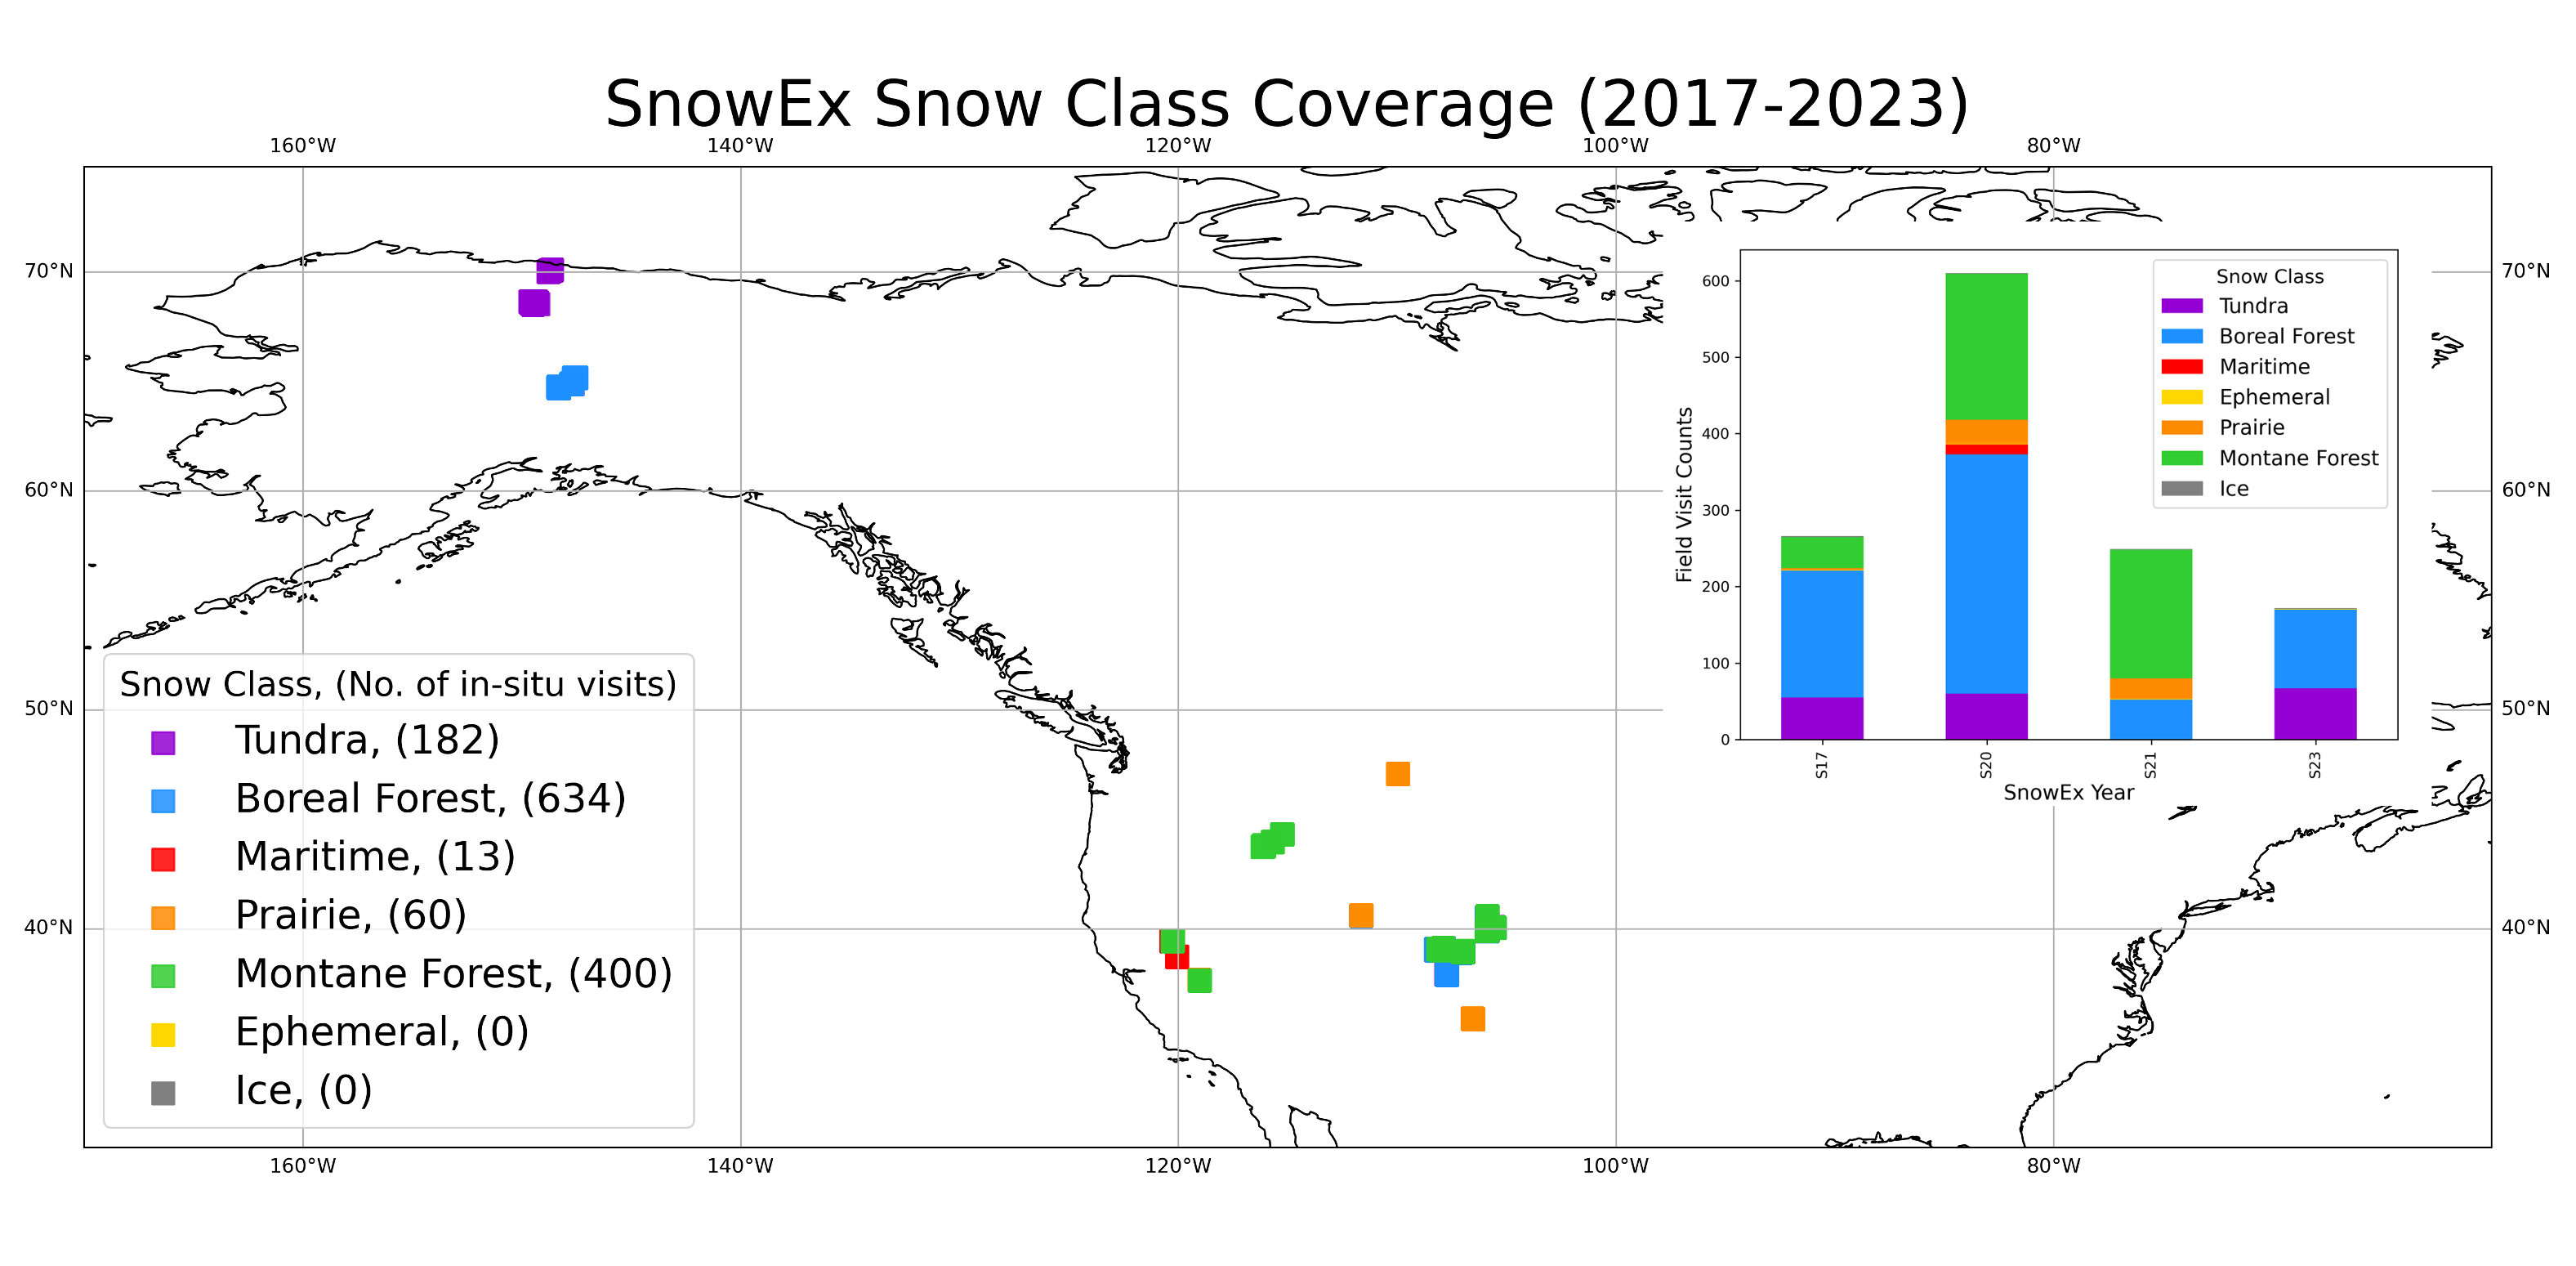 SnowEx Snow Class Coverage (2017-2023)
160°W 140°W 120°W 100°W 80°W
70°N 70°N
60°N 60°N
50°N 50°N
40°N 40°N
Snow Class, (No. of in-situ visits)
Tundra, (182)
Boreal Forest, (634)
Maritime, (13)
Prairie, (60)
Montane Forest, (400)
Ephemeral, (0)
Ice, (0)
Field Visit Counts
600
500
400
300
200
100
0
Snow Class
Tundra
Boreal Forest
Maritime
Ephemeral
Prairie
Montane Forest
Ice
S17 S20 S21 S23
SnowEx Year
160°W 140°W 120°W 100°W 80°W